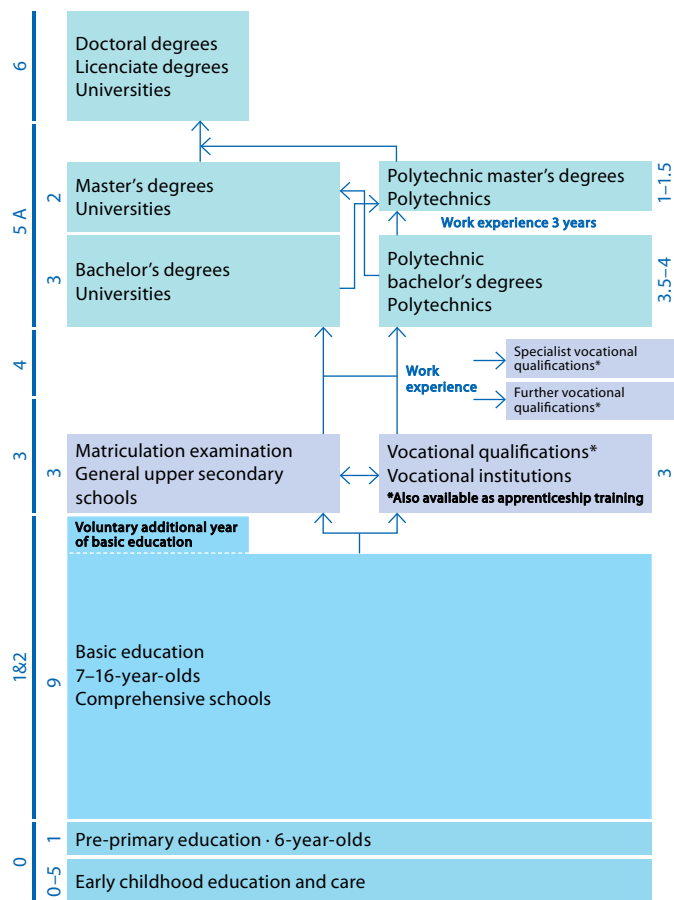 6
Doctoral degrees
Licenciate degrees
Universities
5 A
2
Master's degrees
Universities
Polytechnic master's degrees
Polytechnics
1–1.5
Work experience 3 years
3
Bachelor's degrees
Universities
Polytechnic
bachelor's degrees
Polytechnics
3.5–4
4
Work
experience
Specialist vocational
qualifications*
Further vocational
qualifications*
3
3
Matriculation examination
General upper secondary
schools
Vocational qualifications*
Vocational institutions
*Also available as apprenticeship training
3
Voluntary additional year
of basic education
1&2
9
Basic education
7–16-year-olds
Comprehensive schools
0
1
Pre-primary education · 6-year-olds
0–5
Early childhood education and care